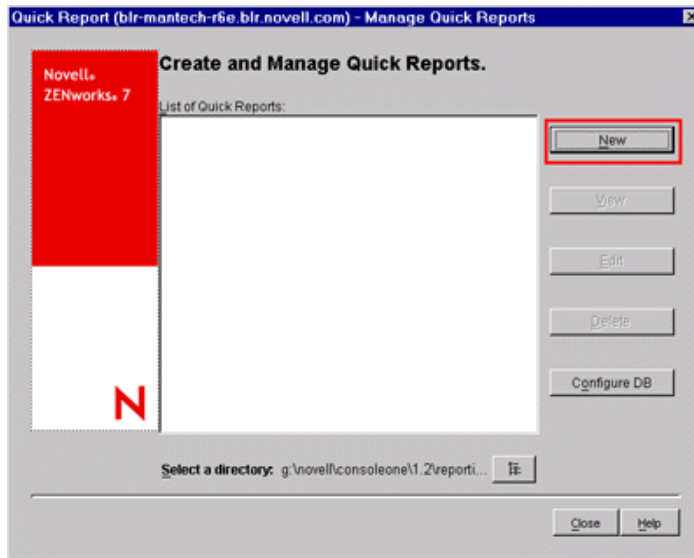 Quick Report (blr-mantech-r6e.blr.novell.com) - Manage Quick Reports
Novell®
ZENworks® 7
Create and Manage Quick Reports.
List of Quick Reports:
New
View
Edit
Delete
Configure DB
N
Select a directory: g:\novell\consoleone\1.2\reporti...
Close Help